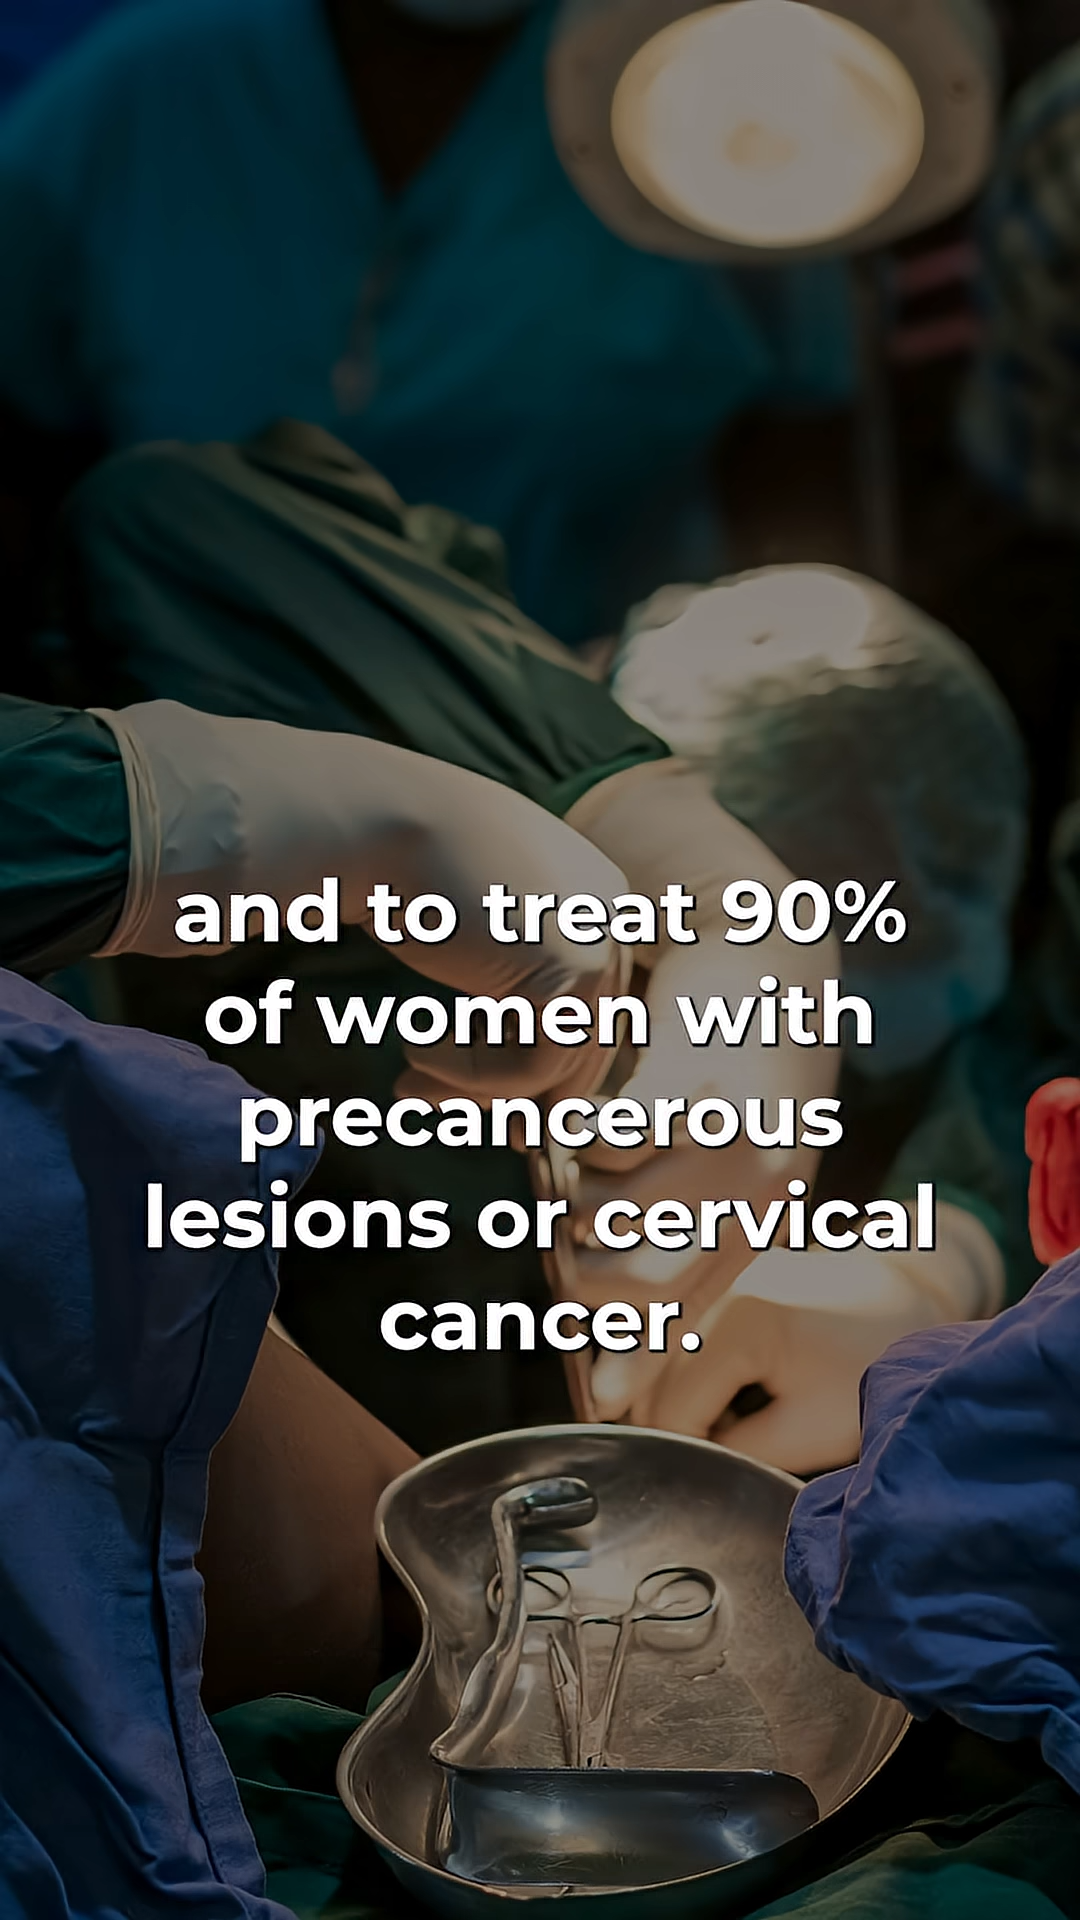 and to treat 90%
of women with
precancerous
lesions or cervical
cancer.